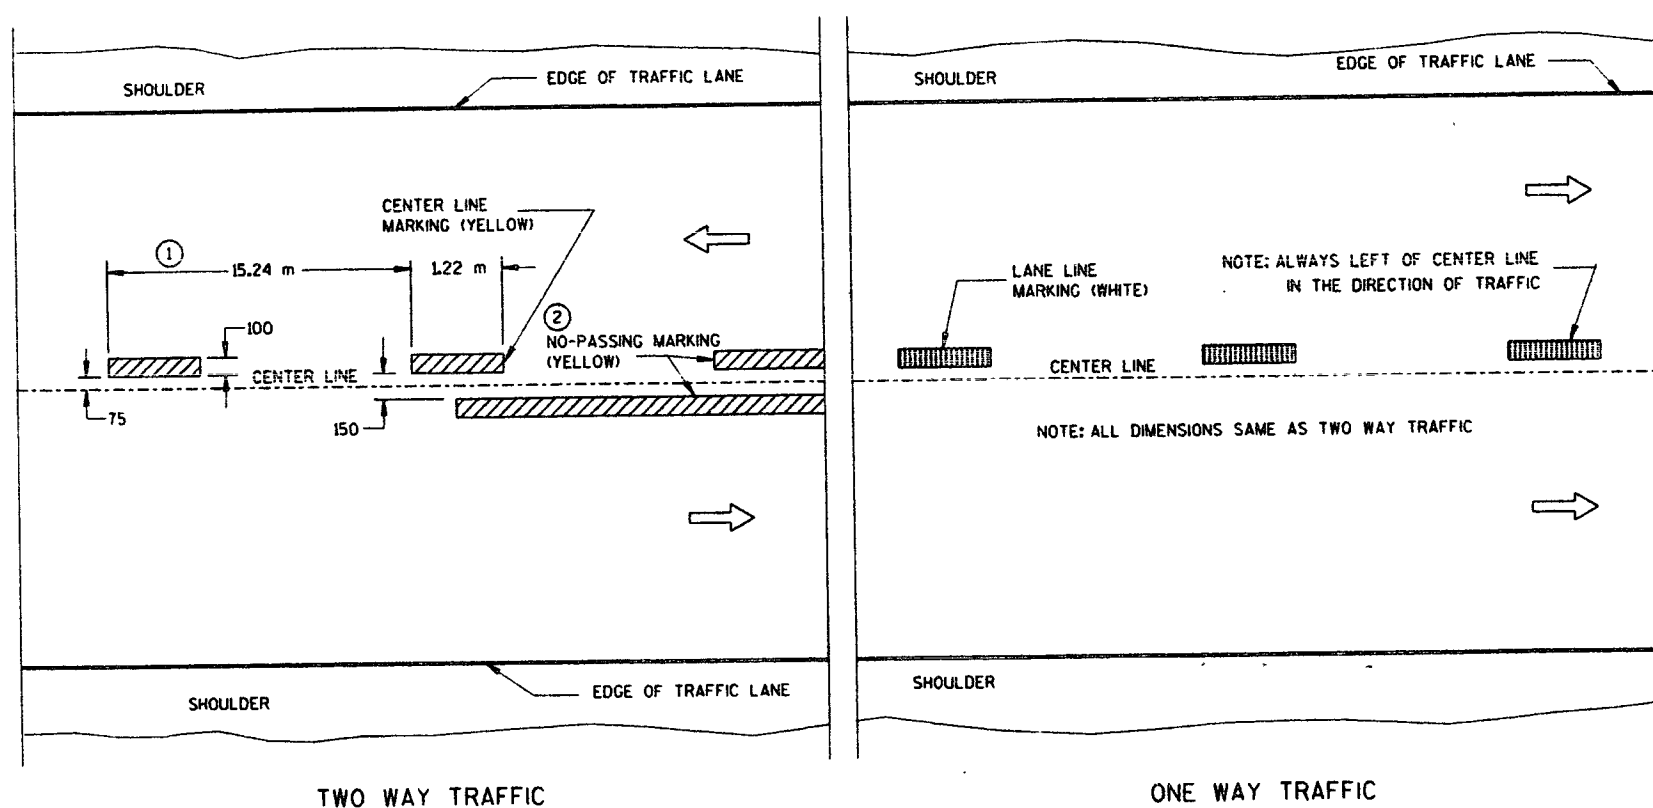 SHOULDER
EDGE OF TRAFFIC LANE
CENTER LINE
MARKING (YELLOW)
1
15.24 m
1.22 m
100
2
NO-PASSING MARKING
(YELLOW)
CENTER LINE
75
150
EDGE OF TRAFFIC LANE
SHOULDER
TWO WAY TRAFFIC
SHOULDER
EDGE OF TRAFFIC LANE
LANE LINE
MARKING (WHITE)
NOTE: ALWAYS LEFT OF CENTER LINE
IN THE DIRECTION OF TRAFFIC
CENTER LINE
NOTE: ALL DIMENSIONS SAME AS TWO WAY TRAFFIC
SHOULDER
ONE WAY TRAFFIC